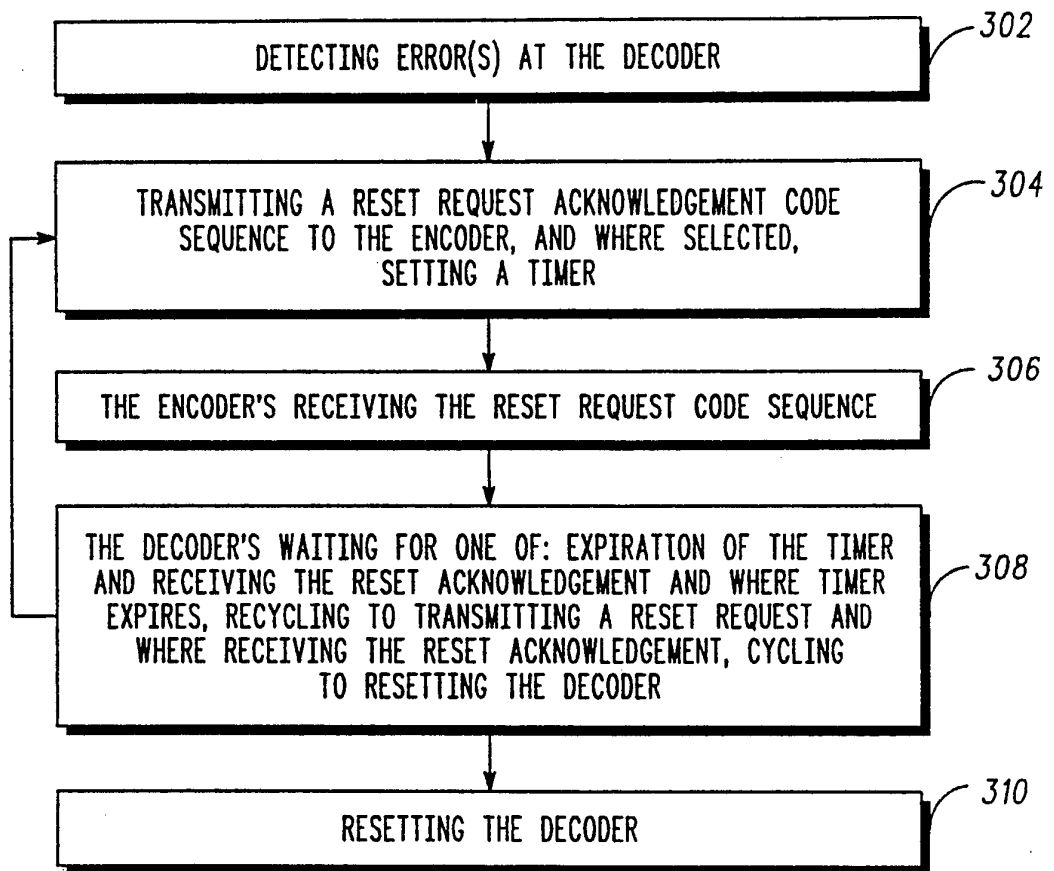 DETECTING ERROR(S) AT THE DECODER
302
TRANSMITTING A RESET REQUEST ACKNOWLEDGEMENT CODE
SEQUENCE TO THE ENCODER, AND WHERE SELECTED,
SETTING A TIMER
304
THE ENCODER'S RECEIVING THE RESET REQUEST CODE SEQUENCE
306
THE DECODER'S WAITING FOR ONE OF: EXPIRATION OF THE TIMER
AND RECEIVING THE RESET ACKNOWLEDGEMENT AND WHERE TIMER
EXPIRES, RECYCLING TO TRANSMITTING A RESET REQUEST AND
WHERE RECEIVING THE RESET ACKNOWLEDGEMENT, CYCLING
TO RESETTING THE DECODER
308
RESETTING THE DECODER
310